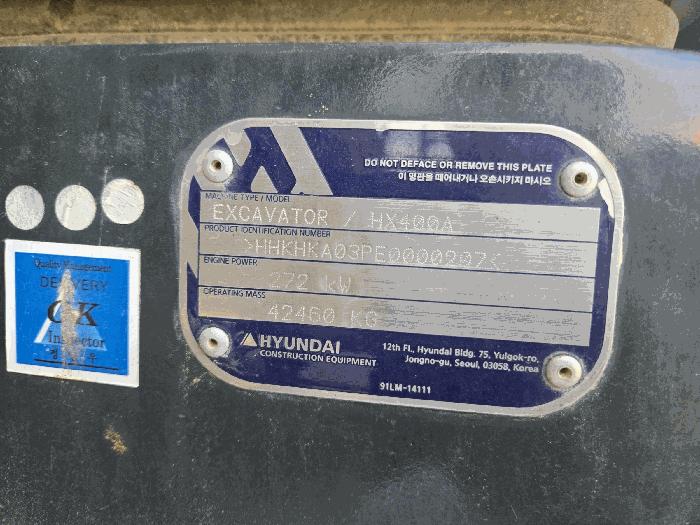 DO NOT DEFACE OR REMOVE THIS PLATE
이 명판을 떼어내거나 오손시키지 마시오
MACHINE TYPE / MODEL
EXCAVATOR / HX400A
PRODUCT IDENTIFICATION NUMBER
>HHKHKA03PE0000207<
ENGINE POWER
272 kW
OPERATING MASS
42460 KG
HYUNDAI
CONSTRUCTION EQUIPMENT
12th Fl., Hyundai Bldg. 75, Yulgok-ro,
Jongno-gu, Seoul, 03058, Korea
91LM-14111
Quality Management
DELIVERY
OK
Inspector